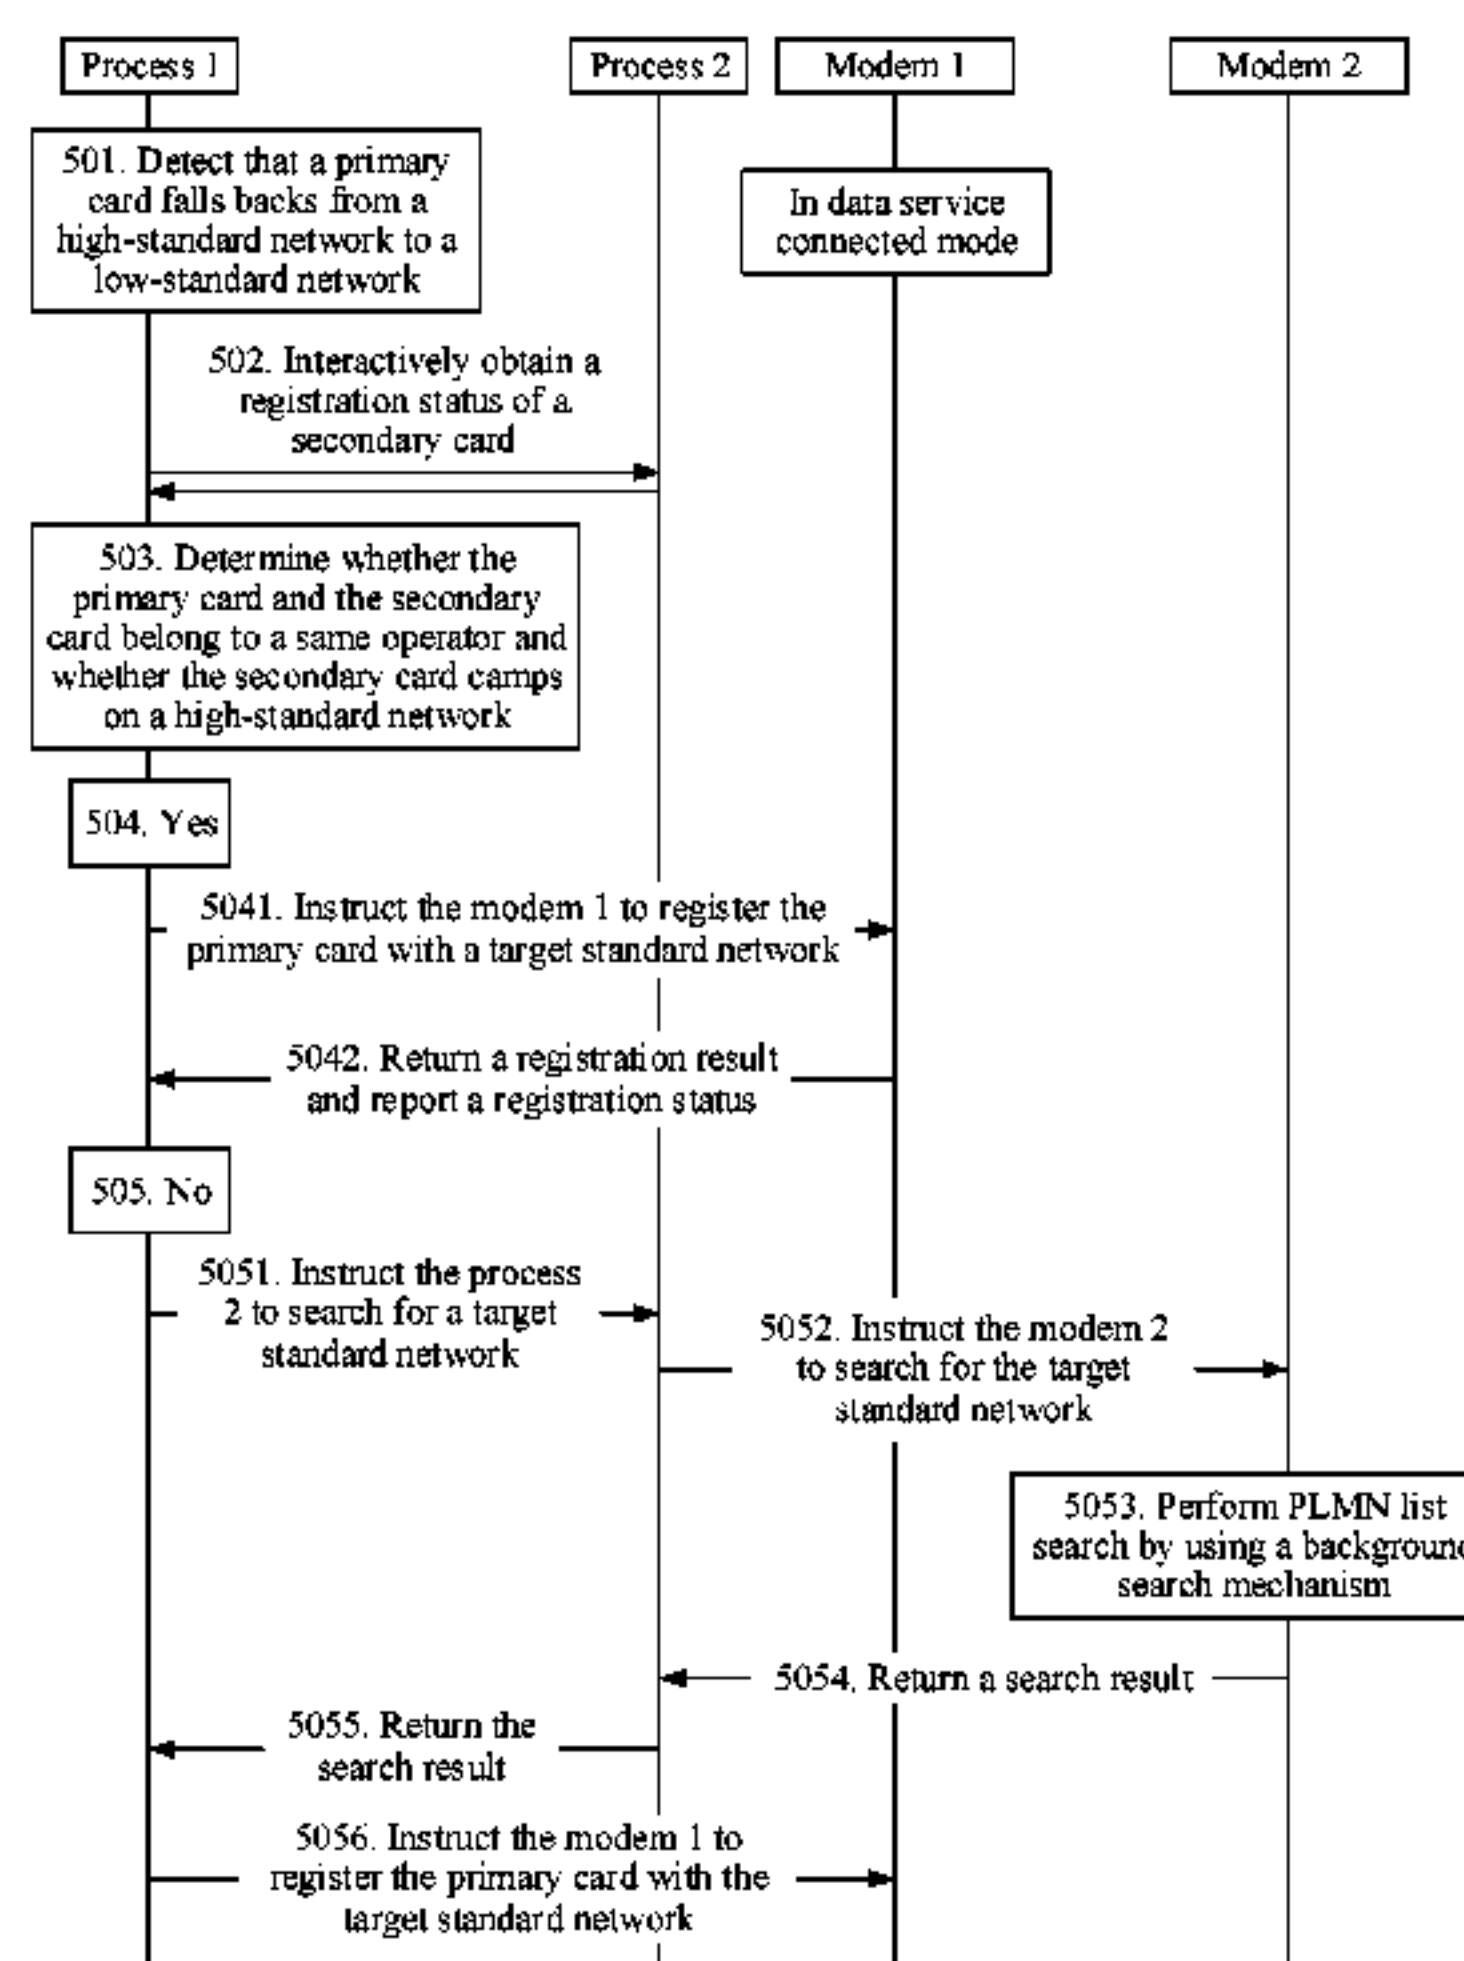 Process 1
Process 2
Modem 1
Modem 2
501. Detect that a primary
card falls backs from a
high-standard network to a
low-standard network
In data service
connected mode
502. Interactively obtain a
registration status of a
secondary card
503. Determine whether the
primary card and the secondary
card belong to a same operator and
whether the secondary card camps
on a high-standard network
504. Yes
5041. Instruct the modem 1 to register the
primary card with a target standard network
5042. Return a registration result
and report a registration status
505. No
5051. Instruct the process
2 to search for a target
standard network
5052. Instruct the modem 2
to search for the target
standard network
5053. Perform PLMN list
search by using a background
search mechanism
5054. Return a search result
5055. Return the
search result
5056. Instruct the modem 1 to
register the primary card with the
target standard network